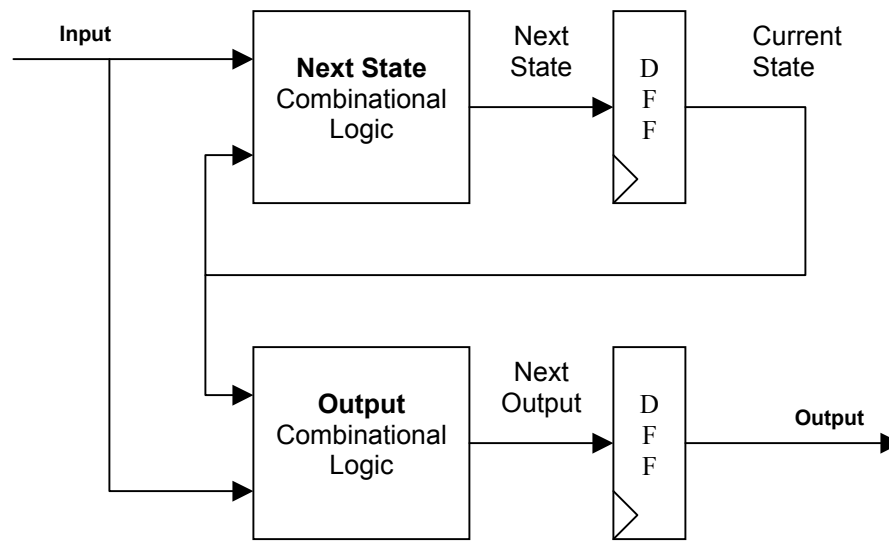 Input
Next State
Combinational
Logic
Next
State
D
F
F
Current
State
Output
Combinational
Logic
Next
Output
D
F
F
Output